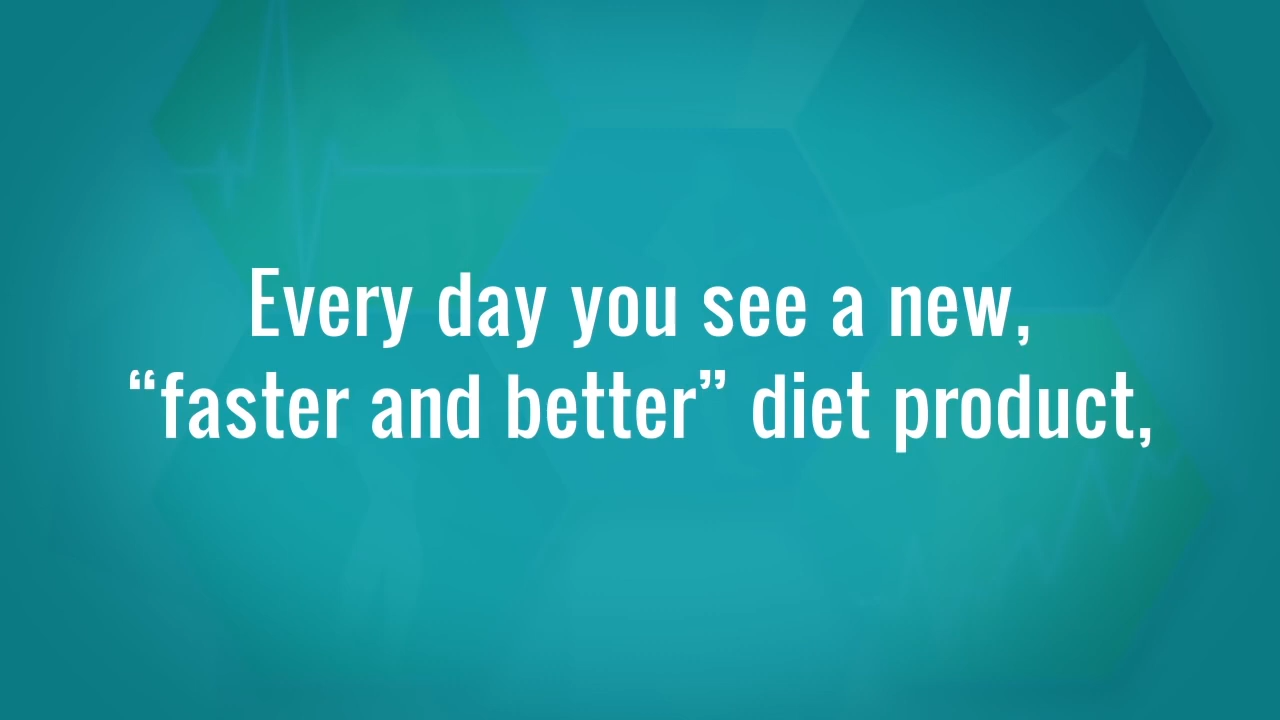 Every day you see a new,
“faster and better” diet product,